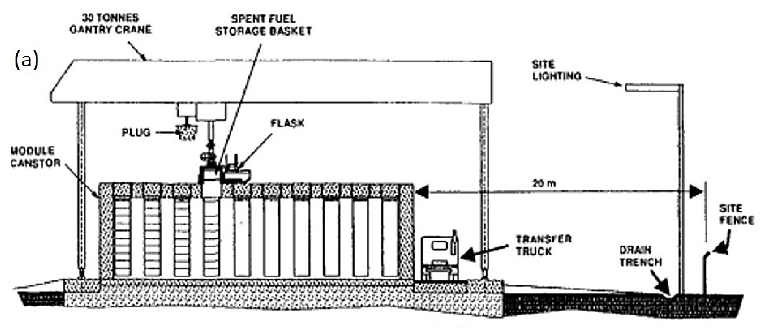 30 TONNES
GANTRY CRANE
SPENT FUEL
STORAGE BASKET
(a)
SITE
LIGHTING
PLUG
FLASK
MODULE
CANSTOR
20 m
SITE
FENCE
TRANSFER
TRUCK
DRAIN
TRENCH